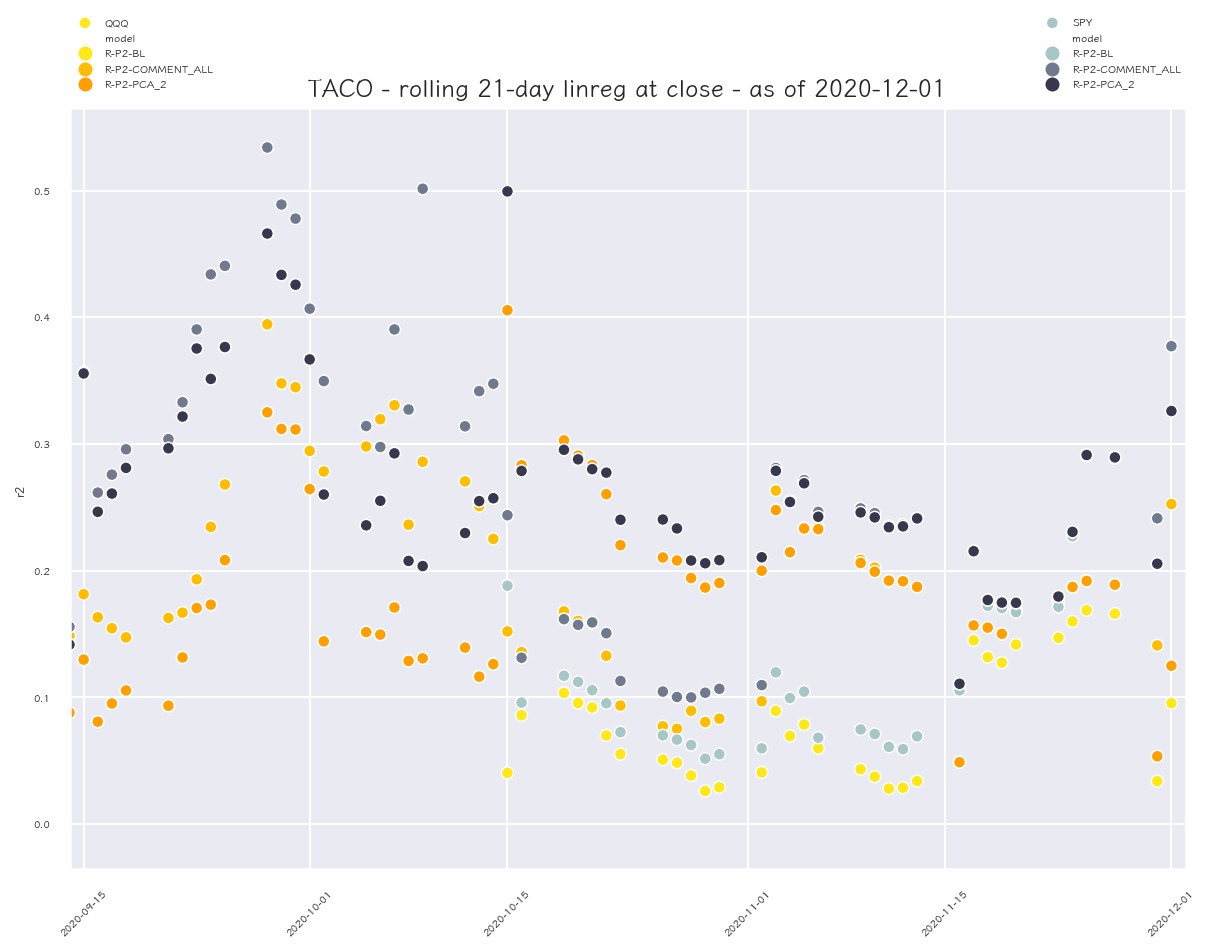 QQQ
model
R-P2-BL
R-P2-COMMENT_ALL
R-P2-PCA_2
SPY
model
R-P2-BL
R-P2-COMMENT_ALL
R-P2-PCA_2
TACO - rolling 21-day linreg at close - as of 2020-12-01
0.5
0.4
0.3
0.2
0.1
0.0
r2
2020-09-15
2020-10-01
2020-10-15
2020-11-01
2020-11-15
2020-12-01